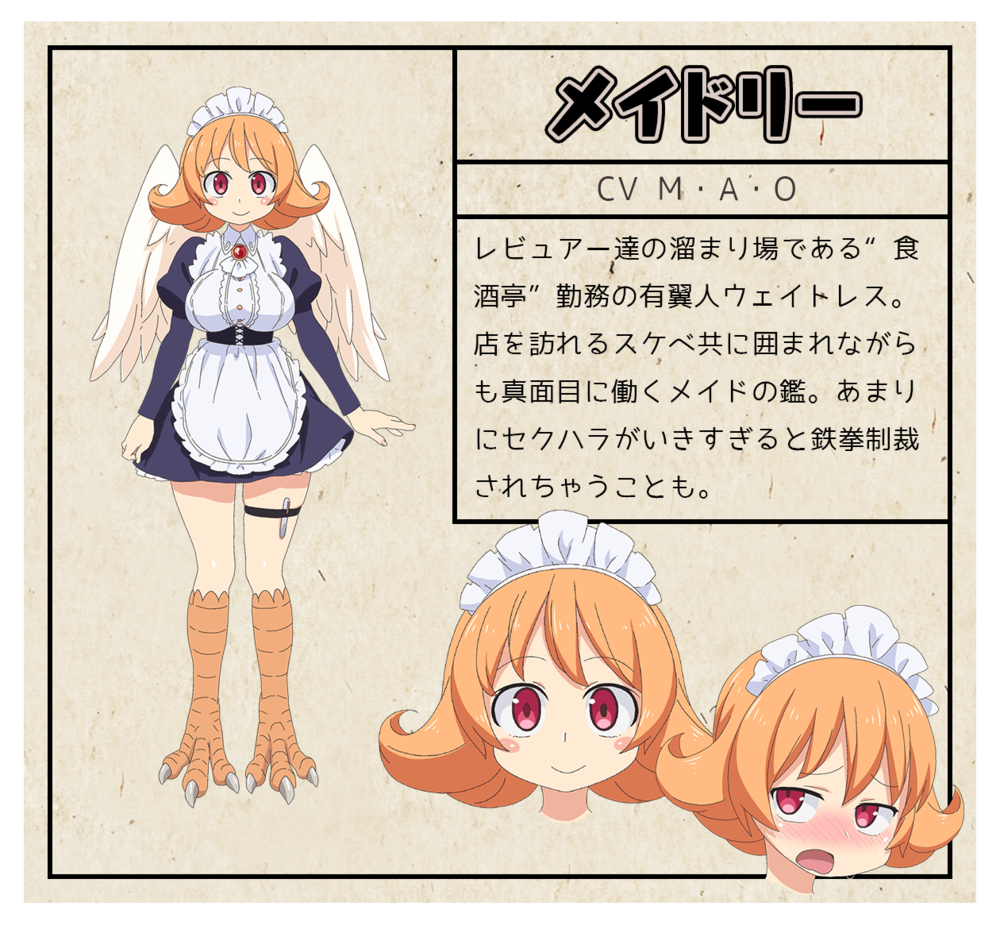 メイドリー
CV M・A・O
レビュアー達の溜まり場である”食
酒亭”勤務の有翼人ウェイトレス。
店を訪れるスケベ共に囲まれながら
も真面目に働くメイドの鑑。あまり
にセクハラがいきすぎると鉄拳制裁
されちゃうことも。